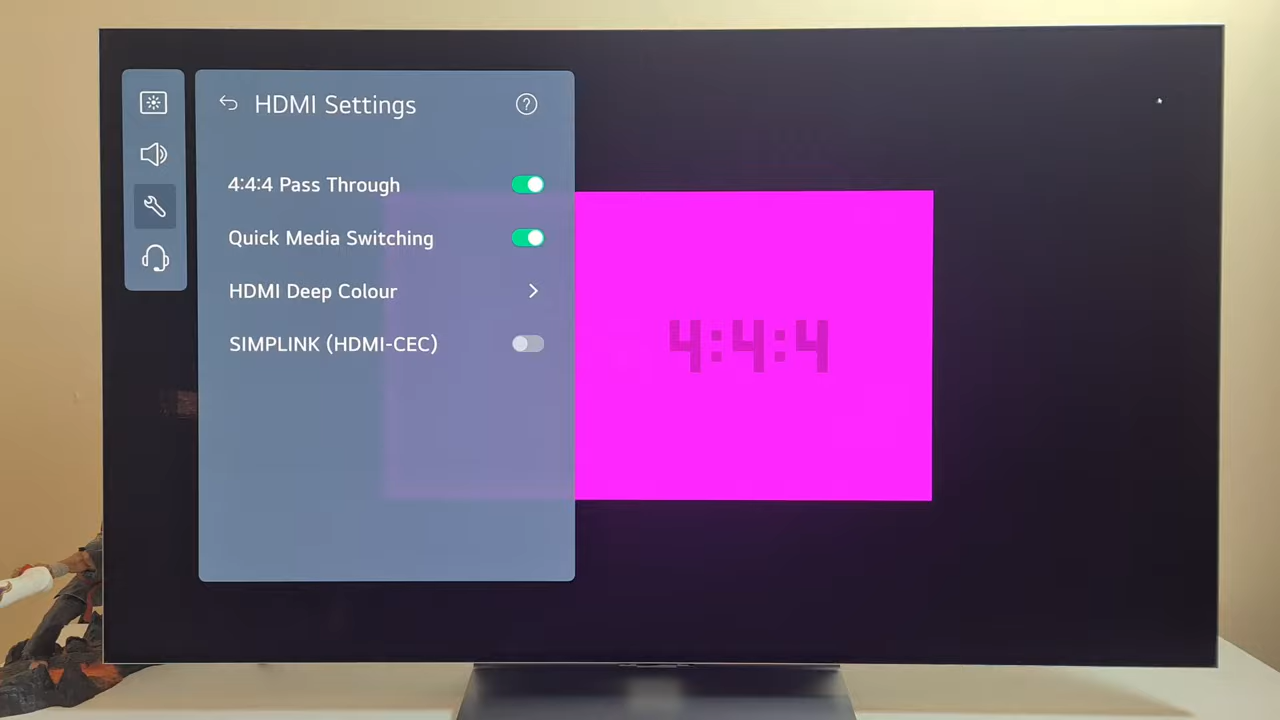 HDMI Settings
4:4:4 Pass Through
Quick Media Switching
HDMI Deep Colour
SIMPLINK (HDMI-CEC)
4:4:4